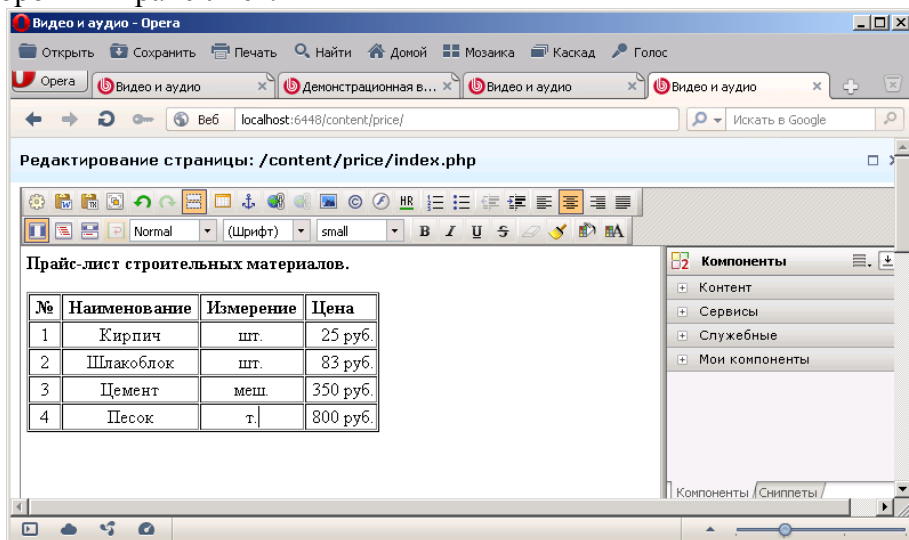 Видео и аудио - Opera
Открыть Сохранить Печать Найти Домой Мозаика Каскад Голос
Opera Видео и аудио Демонстрационная в... Видео и аудио Видео и аудио
Веб localhost:6448/content/price/ Искать в Google
Редактирование страницы: /content/price/index.php
Normal (Шрифт) small B I U S
Прайс-лист строительных материалов.
№ Наименование Измерение Цена
1 Кирпич шт. 25 руб.
2 Шлакоблок шт. 83 руб.
3 Цемент меш. 350 руб.
4 Песок т. 800 руб.
Компоненты
Контент
Сервисы
Служебные
Мои компоненты
Компоненты Сниппеты